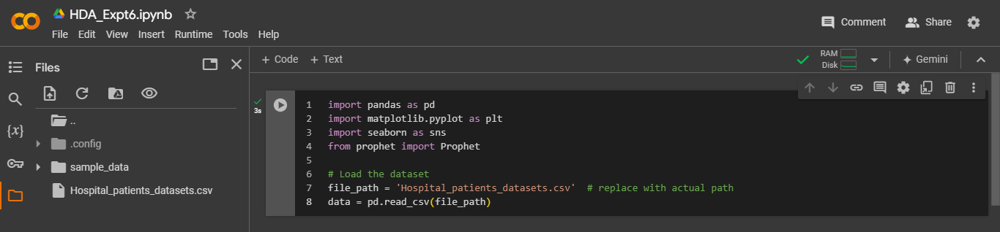 HDA_Expt6.ipynb
File Edit View Insert Runtime Tools Help
Comment
Share
Files
+ Code + Text
RAM
Disk
Gemini
..
.config
sample_data
Hospital_patients_datasets.csv
{x}
3s
1 import pandas as pd
2 import matplotlib.pyplot as plt
3 import seaborn as sns
4 from prophet import Prophet
5
6 # Load the dataset
7 file_path = 'Hospital_patients_datasets.csv'  # replace with actual path
8 data = pd.read_csv(file_path)